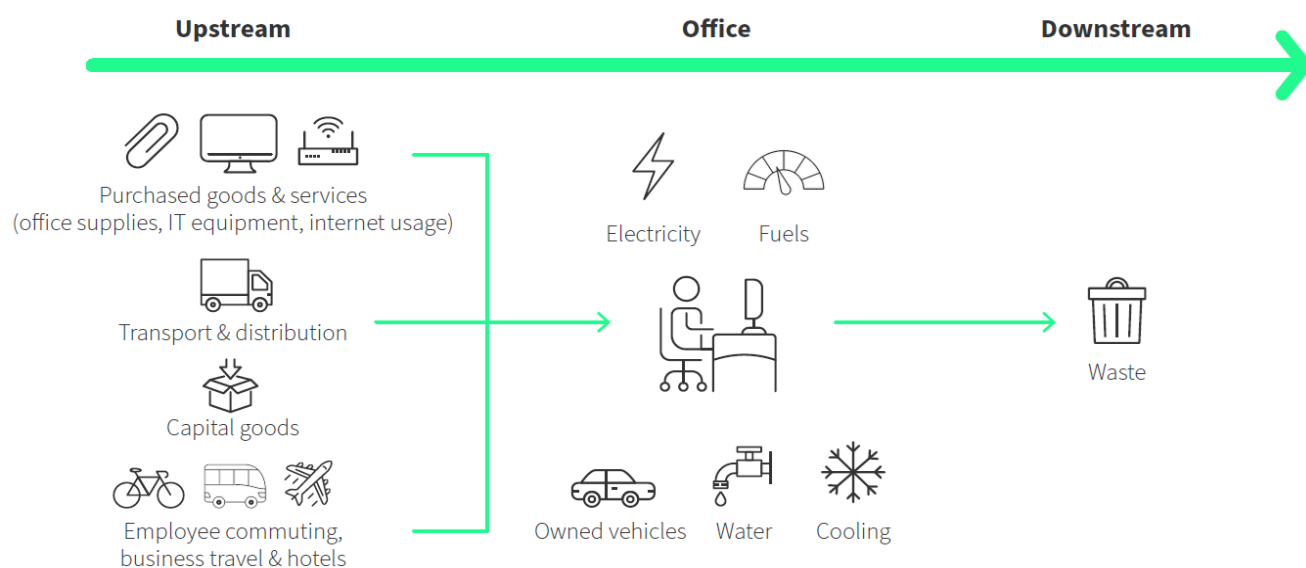 Upstream
Office
Downstream
Purchased goods & services
(office supplies, IT equipment, internet usage)
Transport & distribution
Capital goods
Employee commuting,
business travel & hotels
Electricity
Fuels
Owned vehicles
Water
Cooling
Waste